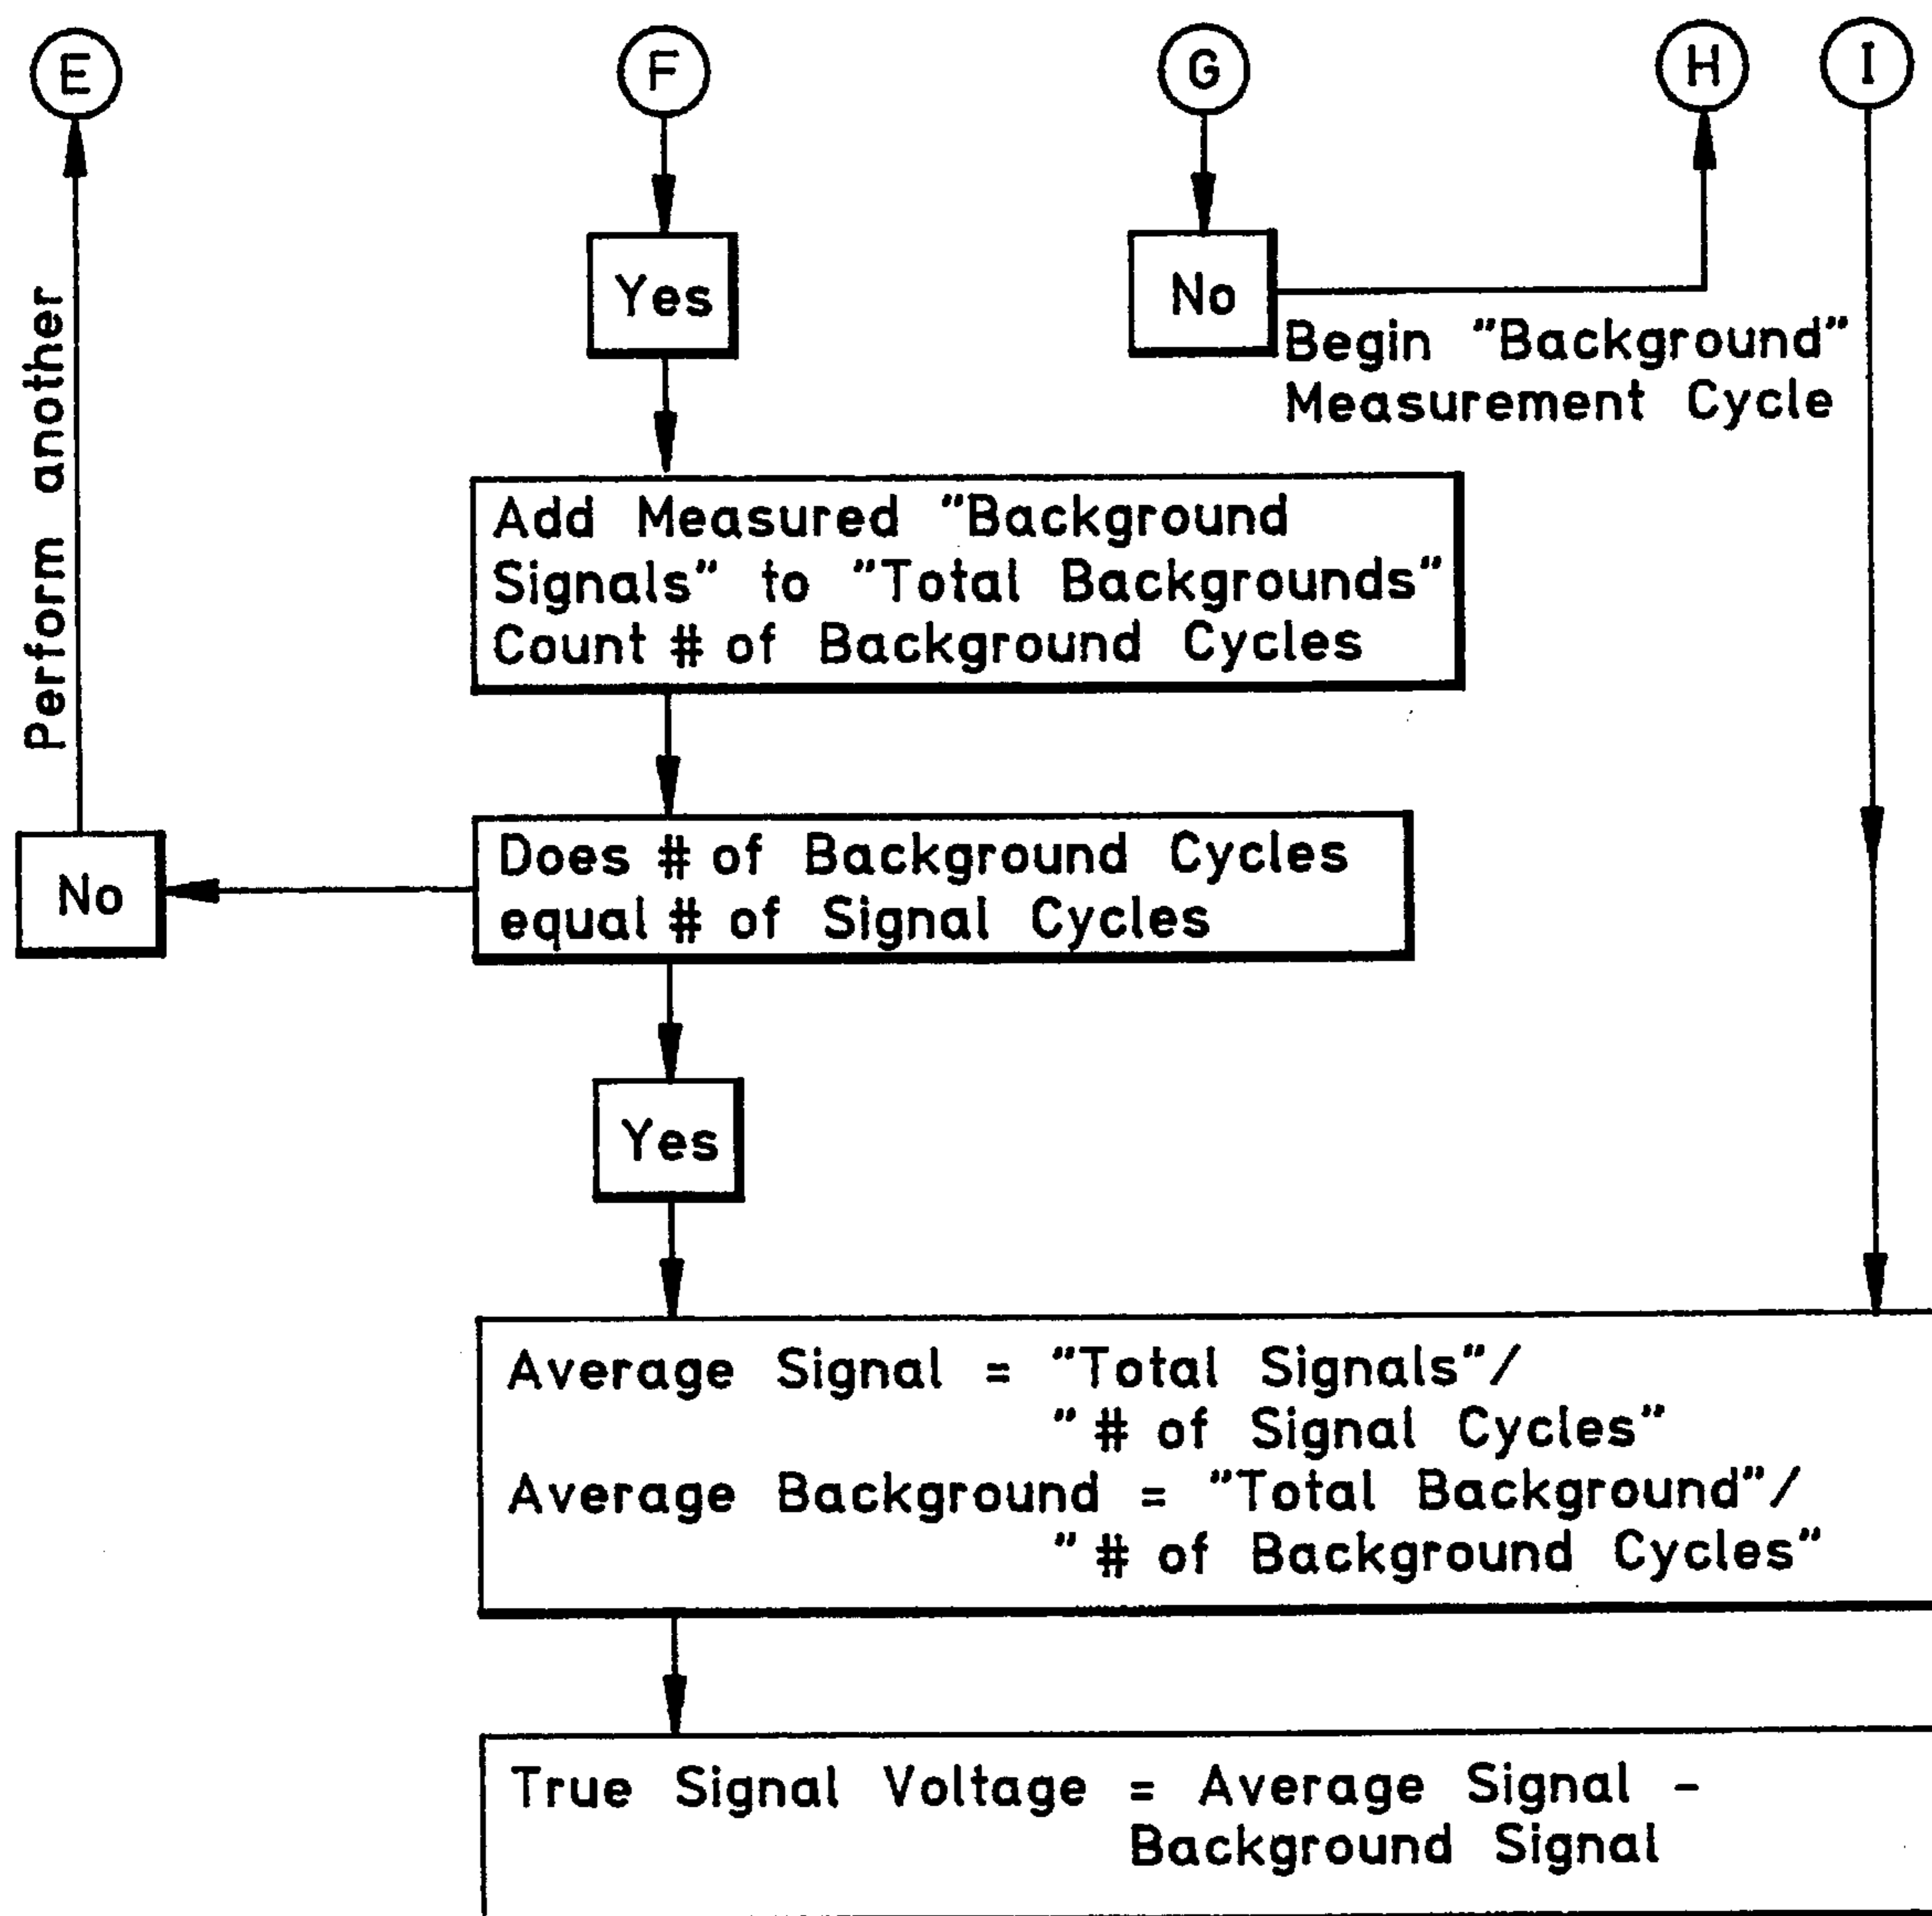 E
F
G
H
I
Yes
No
Begin "Background"
Measurement Cycle
Perform another
Add Measured "Background
Signals" to "Total Backgrounds"
Count # of Background Cycles
Does # of Background Cycles
equal # of Signal Cycles
No
Yes
Average Signal = "Total Signals"/
" # of Signal Cycles"
Average Background = "Total Background"/
" # of Background Cycles"
True Signal Voltage = Average Signal -
Background Signal